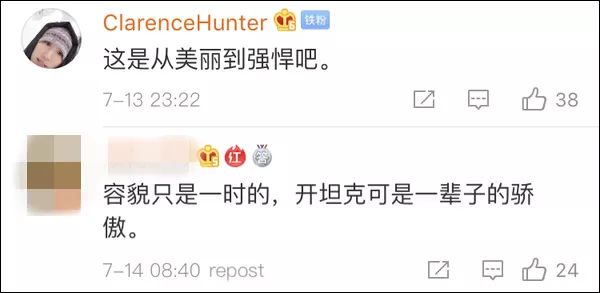 ClarenceHunter 铁粉
这是从美丽到强悍吧。
7-13 23:22 38
红 答
容貌只是一时的，开坦克可是一辈子的骄
傲。
7-14 08:40 repost 24